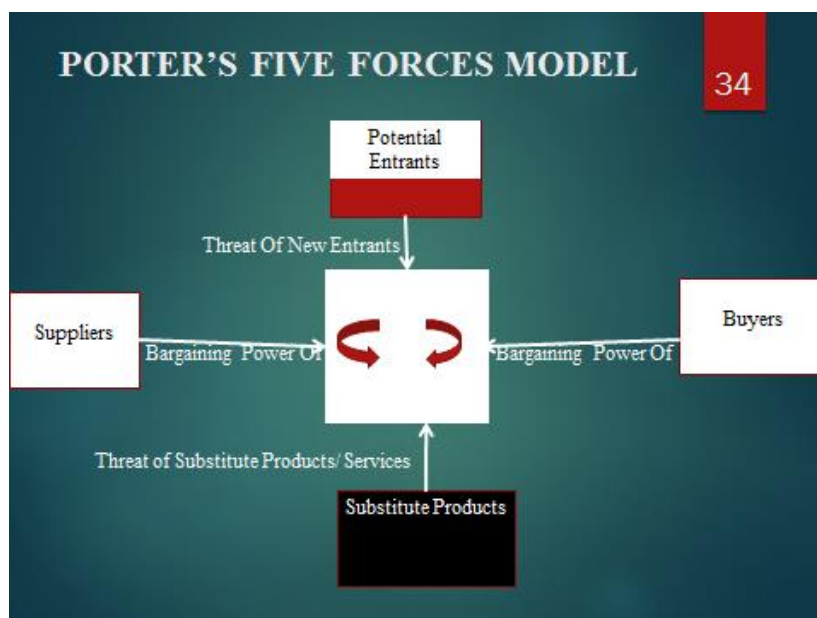 PORTER'S FIVE FORCES MODEL
34
Potential
Entrants
Threat Of New Entrants
Suppliers
Bargaining Power Of
Buyers
Bargaining Power Of
Threat of Substitute Products/ Services
Substitute Products